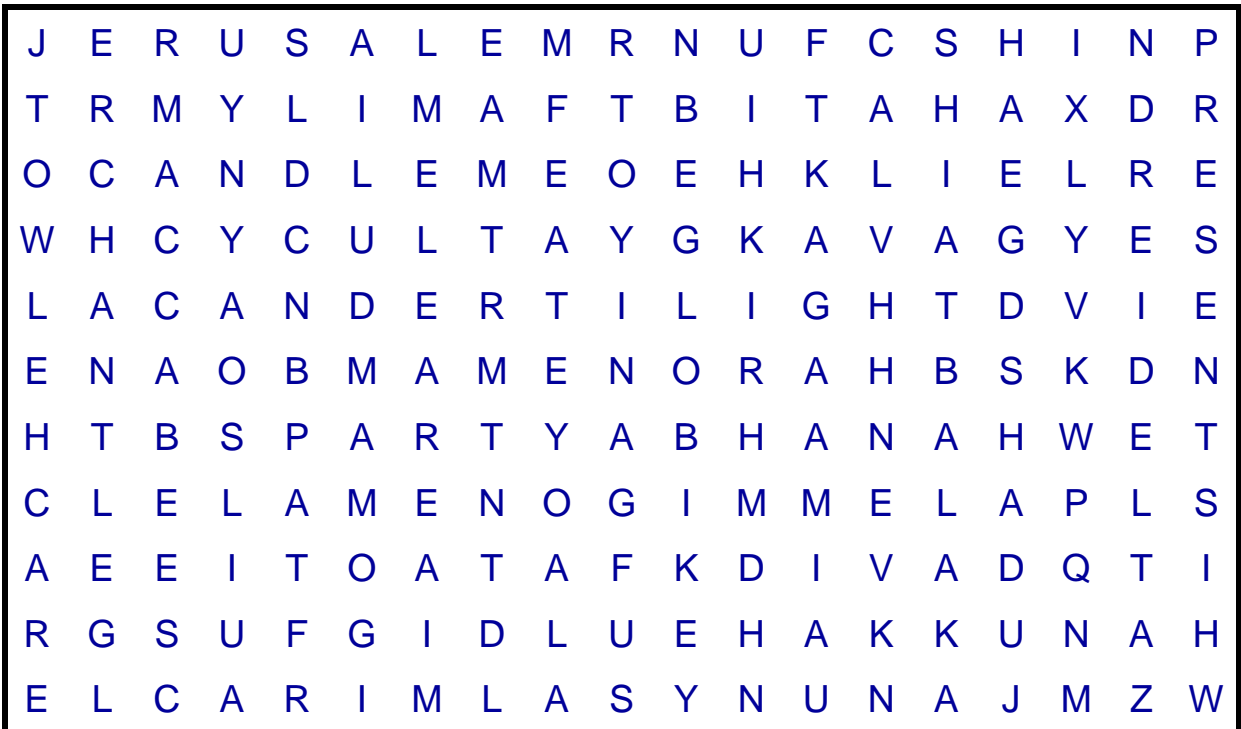 J E R U S A L E M R N U F C S H I N P
T R M Y L I M A F T B I T A H A X D R
O C A N D L E M E O E H K L I E L R E
W H C Y C U L T A Y G K A V A G Y E S
L A C A N D E R T I L I G H T D V I E
E N A O B M A M E N O R A H B S K D N
H T B S P A R T Y A B H A N A H W E T
C L E L A M E N O G I M M E L A P L S
A E E I T O A T A F K D I V A D Q T I
R G S U F G I D L U E H A K K U N A H
E L C A R I M L A S Y N U N A J M Z W